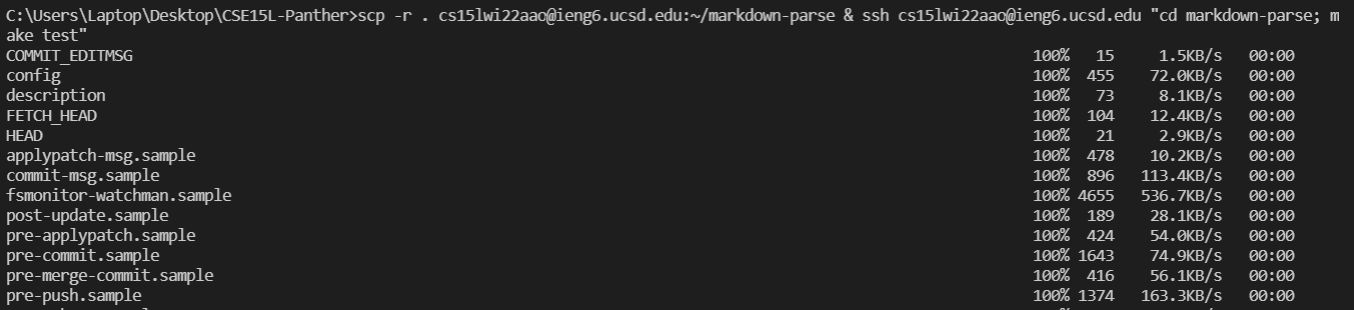 C:\Users\Laptop\Desktop\CSE15L-Panther>scp -r . cs15lwi22aao@ieng6.ucsd.edu:~/markdown-parse & ssh cs15lwi22aao@ieng6.ucsd.edu "cd markdown-parse; m
ake test"
COMMIT_EDITMSG 100% 15 1.5KB/s 00:00
config 100% 455 72.0KB/s 00:00
description 100% 73 8.1KB/s 00:00
FETCH_HEAD 100% 104 12.4KB/s 00:00
HEAD 100% 21 2.9KB/s 00:00
applypatch-msg.sample 100% 478 10.2KB/s 00:00
commit-msg.sample 100% 896 113.4KB/s 00:00
fsmonitor-watchman.sample 100% 4655 536.7KB/s 00:00
post-update.sample 100% 189 28.1KB/s 00:00
pre-applypatch.sample 100% 424 54.0KB/s 00:00
pre-commit.sample 100% 1643 74.9KB/s 00:00
pre-merge-commit.sample 100% 416 56.1KB/s 00:00
pre-push.sample 100% 1374 163.3KB/s 00:00